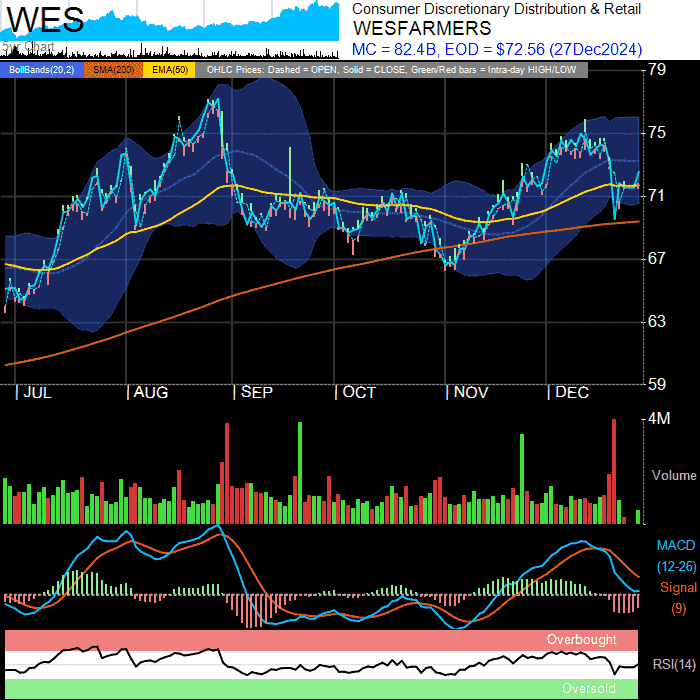 WES
5yr Chart
Consumer Discretionary Distribution & Retail
WESFARMERS
MC = 82.4B, EOD = $72.56 (27Dec2024)
BollBands(20,2) SMA(200) EMA(50) OHLC Prices: Dashed = OPEN, Solid = CLOSE, Green/Red bars = Intra-day HIGH/LOW
79
75
71
67
63
59
| JUL | AUG | SEP | OCT | NOV | DEC
4M
Volume
MACD
(12-26)
Signal
(9)
Overbought
RSI(14)
Oversold